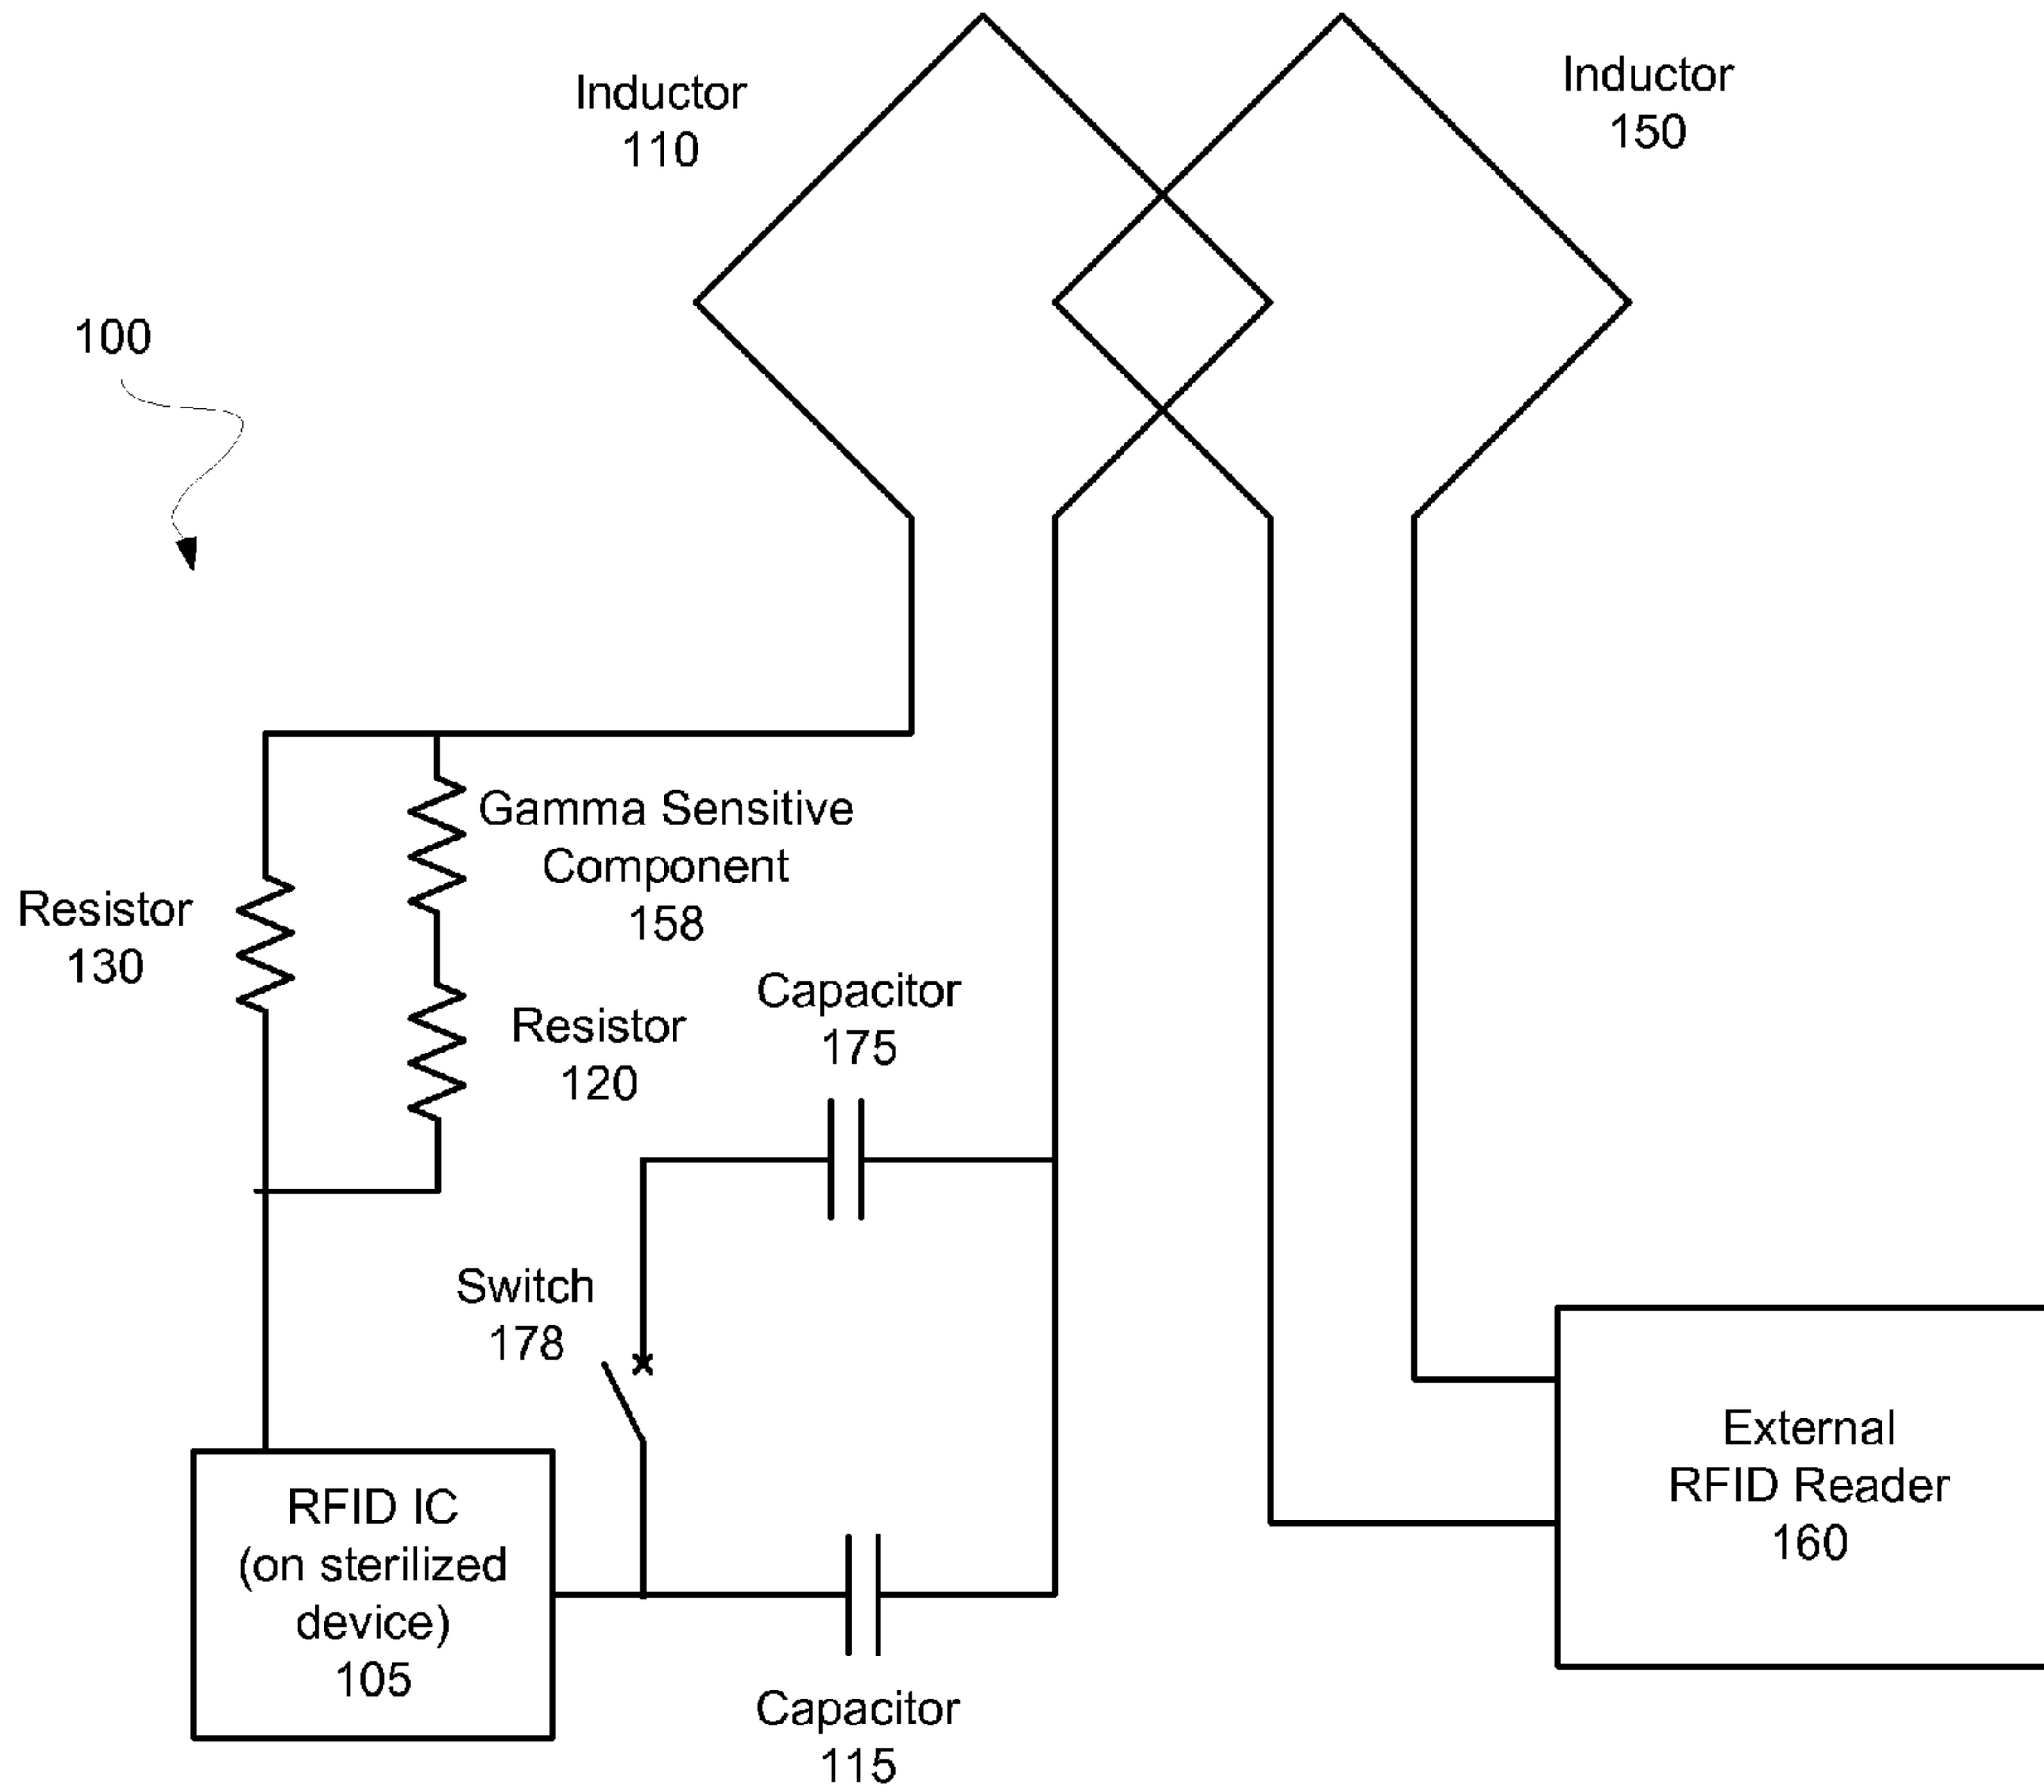 Inductor
110
Inductor
150
100
Gamma Sensitive
Component
158
Resistor
130
Capacitor
175
Resistor
120
Switch
178
External
RFID Reader
160
RFID IC
(on sterilized
device)
105
Capacitor
115